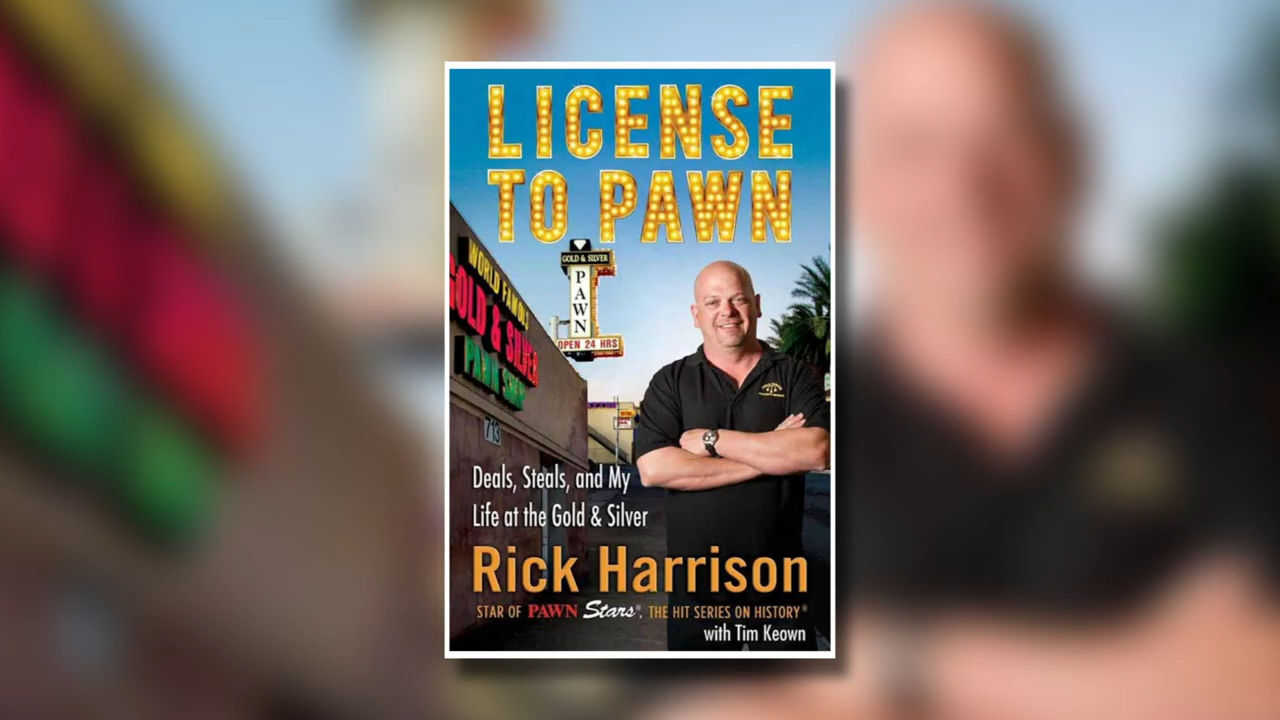 LICENSE
TO PAWN
GOLD & SILVER
PAWN
OPEN 24 HRS
WORLD FAMOUS
GOLD & SILVER
PAWN SHOP
713
Deals, Steals, and My
Life at the Gold & Silver
Rick Harrison
STAR OF PAWN Stars®, THE HIT SERIES ON HISTORY®
with Tim Keown